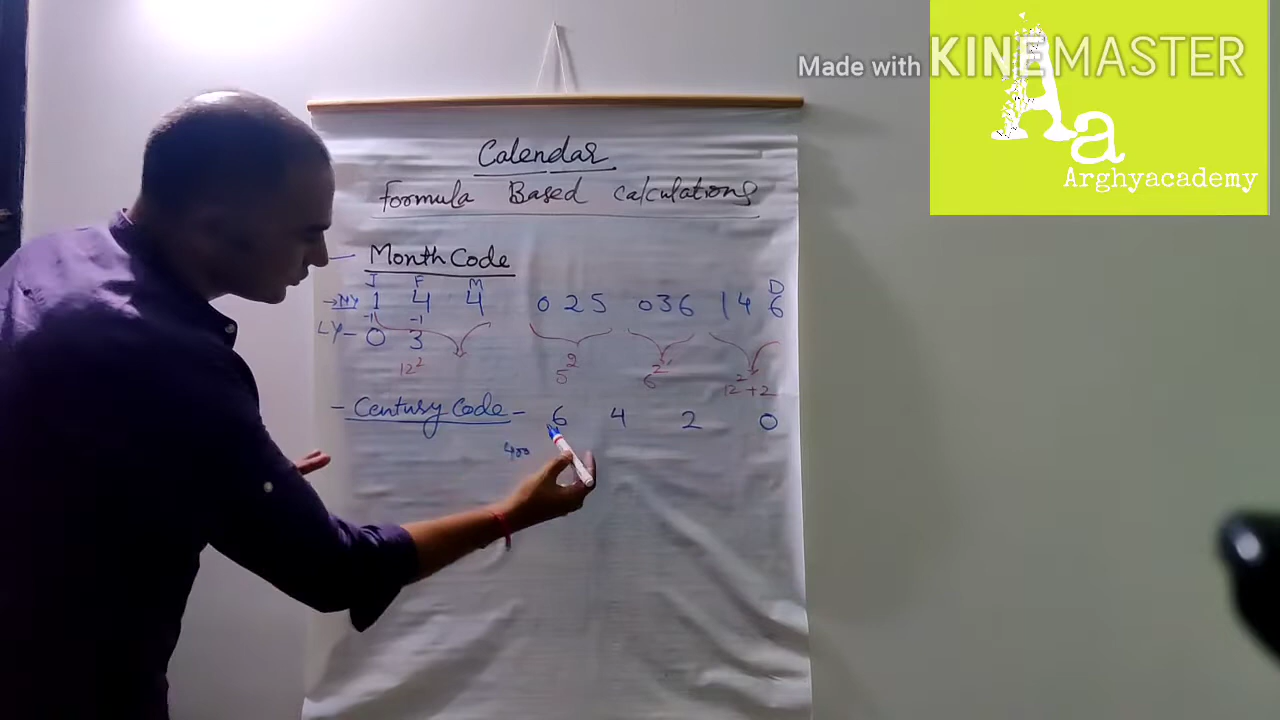 Made with KINEMASTER
Aa
Arghyacademy
Calendar
Formula Based Calculations
- Month Code
J F M D
→ NY 1 4 4 0 2 5 0 3 6 1 4 6
-1 -1
LY- 0 3
12² 5² 6² 12²+2
- Century Code - 6 4 2 0
400